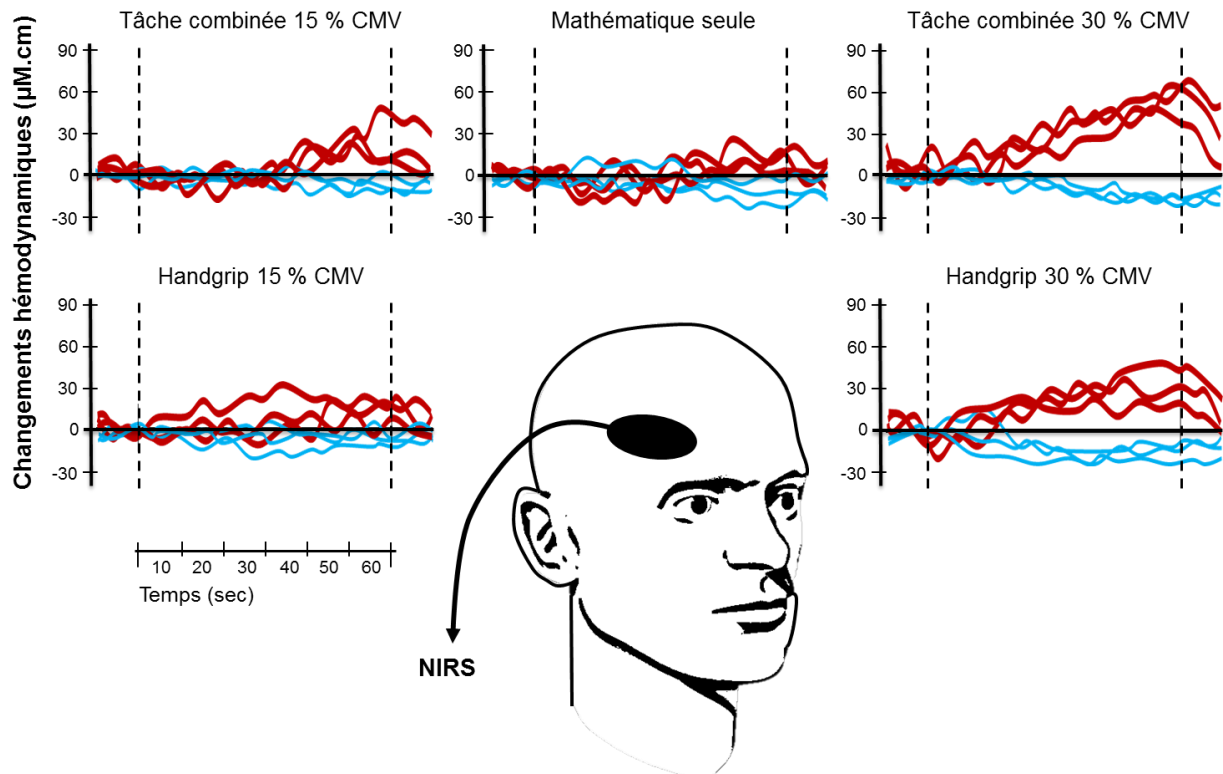 Changements hémodynamiques (µM.cm)
Tâche combinée 15 % CMV
90
60
30
0
-30
Mathématique seule
90
60
30
0
-30
Tâche combinée 30 % CMV
90
60
30
0
-30
Handgrip 15 % CMV
90
60
30
0
-30
Handgrip 30 % CMV
90
60
30
0
-30
10 20 30 40 50 60
Temps (sec)
NIRS